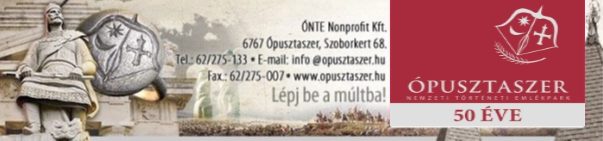 ÓNTE Nonprofit Kft.
6767 Ópusztaszer, Szoborkert 68.
Tel.: 62/275-133 • E-mail: info @opusztaszer.hu
Fax.: 62/275-007 • www.opusztaszer.hu
Lépj be a múltba!
ÓPUSZTASZER
NEMZETI TÖRTÉNETI EMLÉKPARK
50 ÉVE